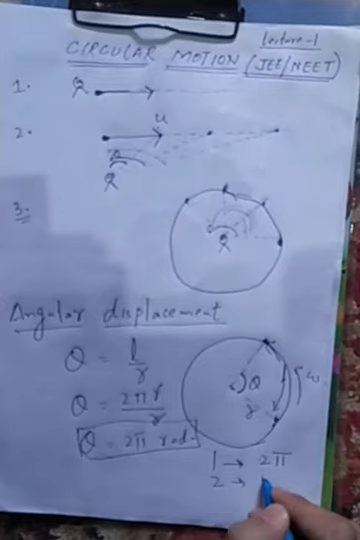 Lecture-1
CIRCULAR MOTION (JEE/NEET)
1.
2.
u
3.
Angular displacement
θ = l/r
θ = 2πr/r
θ = 2π rad.
θ
r
ω
1 → 2π
2 →